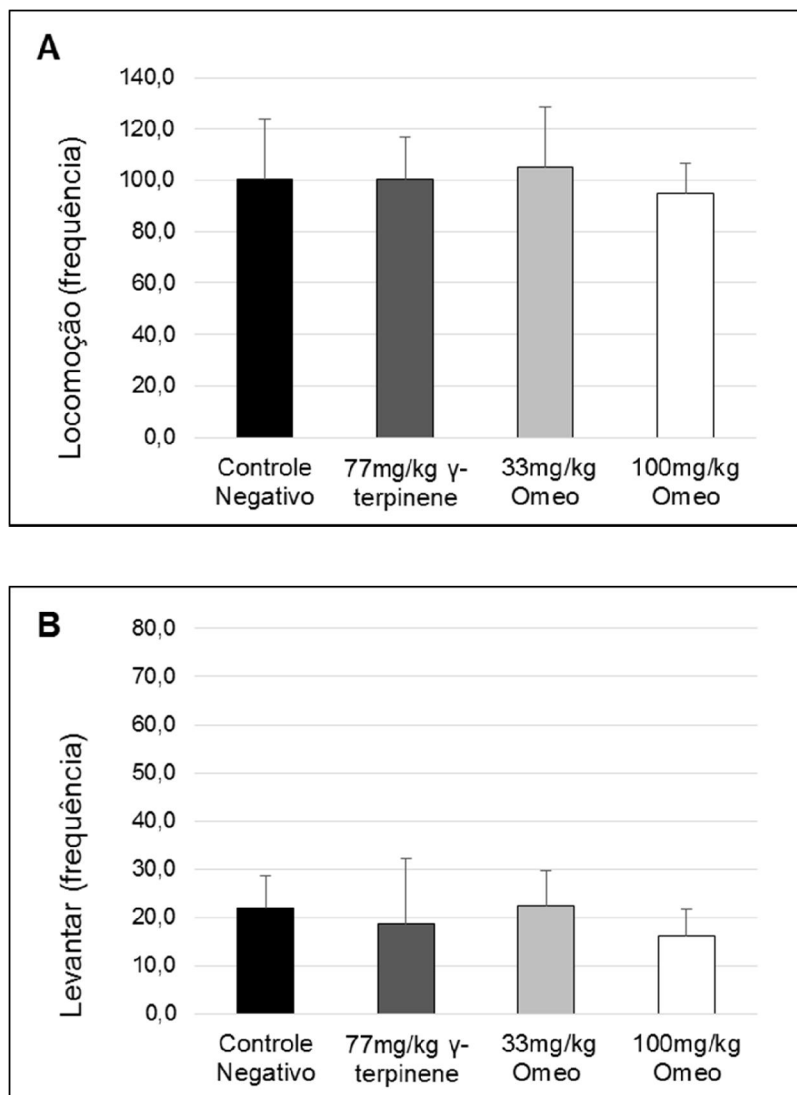 A
Locomoção (frequência)
140,0
120,0
100,0
80,0
60,0
40,0
20,0
0,0
Controle
Negativo
77mg/kg γ-
terpinene
33mg/kg
Omeo
100mg/kg
Omeo
B
Levantar (frequência)
80,0
70,0
60,0
50,0
40,0
30,0
20,0
10,0
0,0
Controle
Negativo
77mg/kg γ-
terpinene
33mg/kg
Omeo
100mg/kg
Omeo